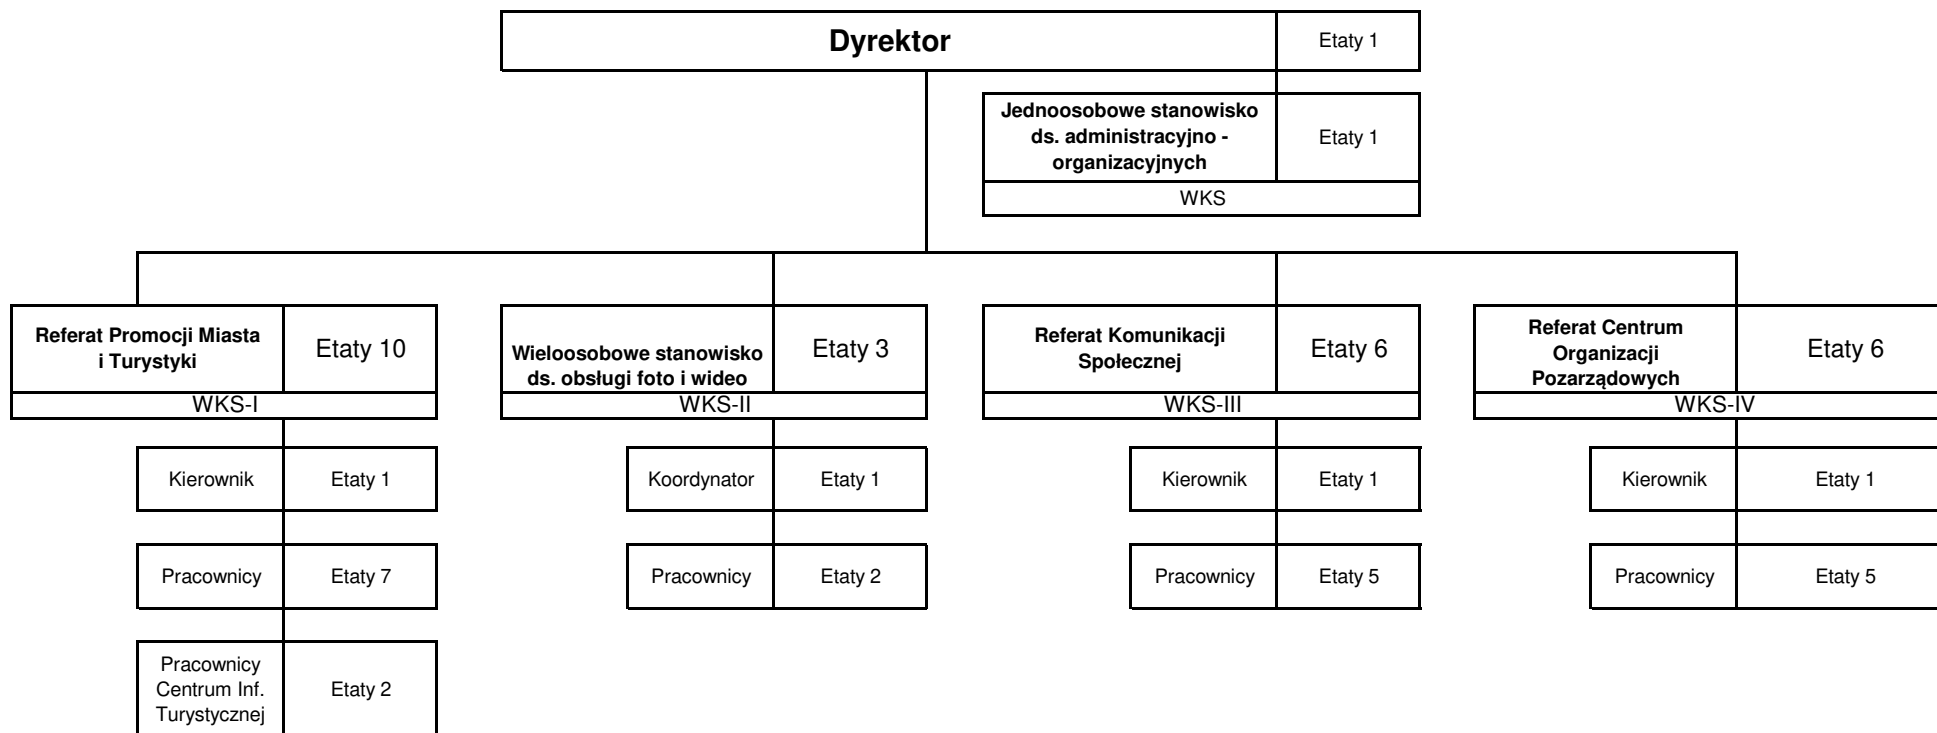 Dyrektor
Etaty 1
Jednoosobowe stanowisko
ds. administracyjno -
organizacyjnych
Etaty 1
WKS
Referat Promocji Miasta
i Turystyki
Etaty 10
WKS-I
Wieloosobowe stanowisko
ds. obsługi foto i wideo
Etaty 3
WKS-II
Referat Komunikacji
Społecznej
Etaty 6
WKS-III
Referat Centrum
Organizacji
Pozarządowych
Etaty 6
WKS-IV
Kierownik
Etaty 1
Koordynator
Etaty 1
Kierownik
Etaty 1
Kierownik
Etaty 1
Pracownicy
Etaty 7
Pracownicy
Etaty 2
Pracownicy
Etaty 5
Pracownicy
Etaty 5
Pracownicy
Centrum Inf.
Turystycznej
Etaty 2